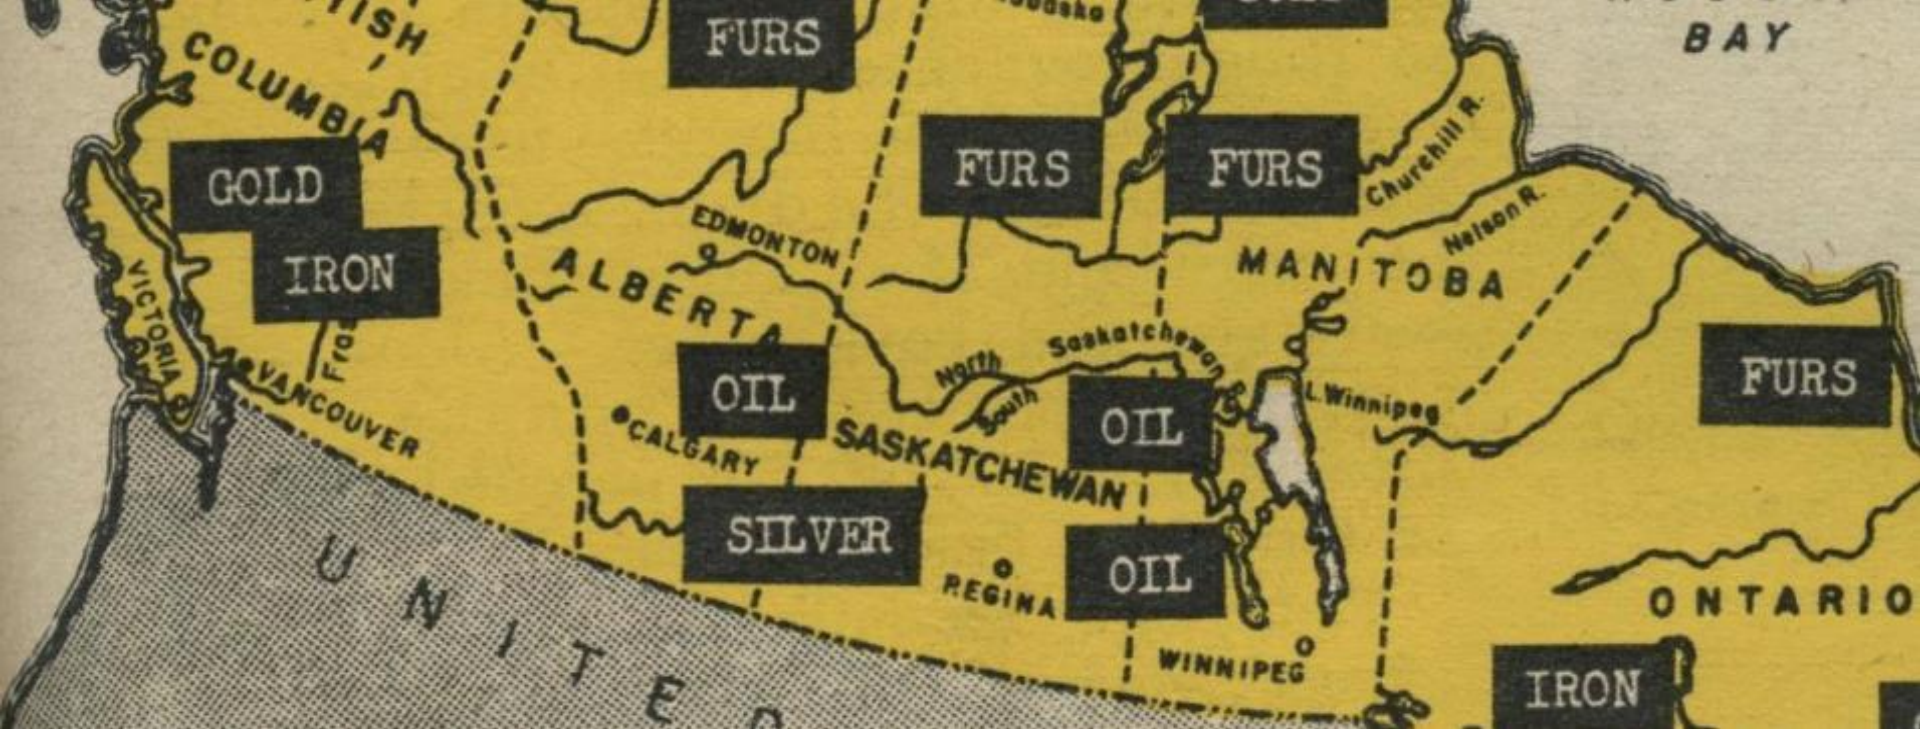 FURS
BAY
COLUMBIA
FURS
FURS
Churchill R.
GOLD
Nelson R.
EDMONTON
IRON
ALBERTA
MANITOBA
VICTORIA
North
Saskatchewan R.
FURS
VANCOUVER
OIL
South
OIL
L. Winnipeg
CALGARY
SASKATCHEWAN
SILVER
OIL
REGINA
ONTARIO
UNITED
WINNIPEG
IRON